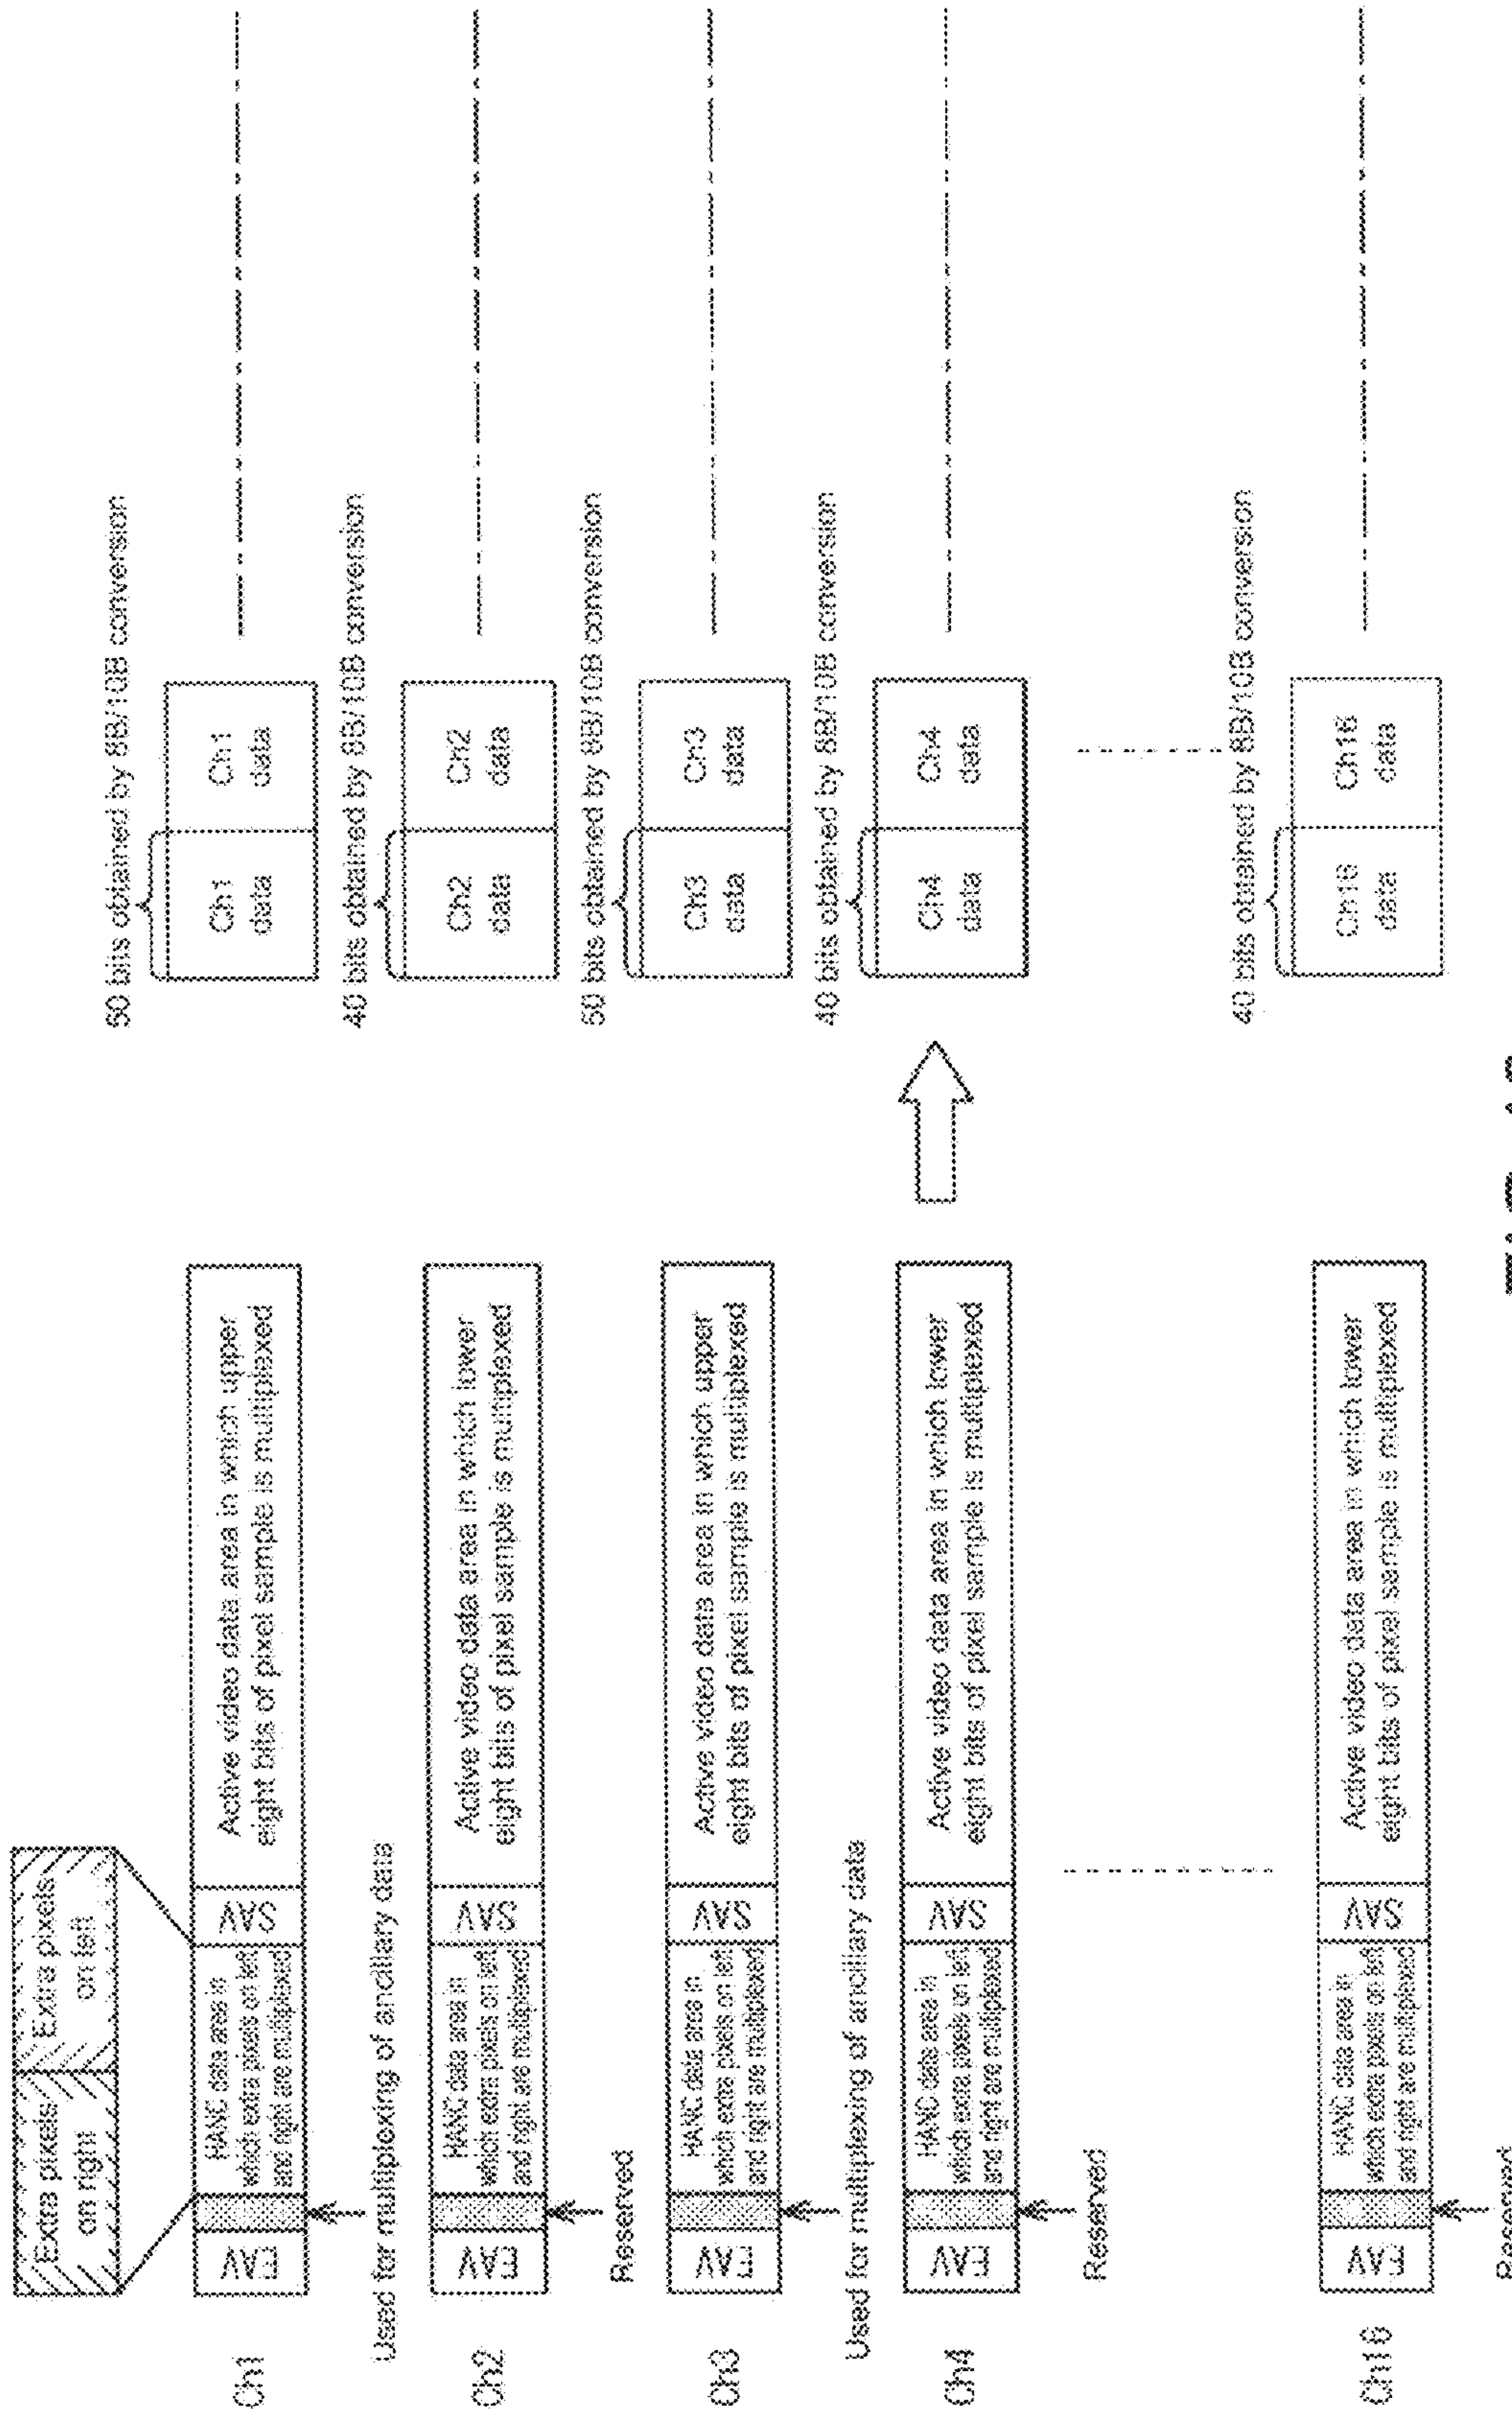 Extra pixels
on right
Extra pixels
on left
Ch1
EAV
HANC data area in
which extra pixels on left
and right are multiplexed
SAV
Active video data area in which upper
eight bits of pixel sample is multiplexed
50 bits obtained by 8B/10B conversion
Ch1
data
Ch1
data
Used for multiplexing of ancillary data
Ch2
EAV
HANC data area in
which extra pixels on left
and right are multiplexed
SAV
Active video data area in which lower
eight bits of pixel sample is multiplexed
40 bits obtained by 8B/10B conversion
Ch2
data
Ch2
data
Reserved
Ch3
EAV
HANC data area in
which extra pixels on left
and right are multiplexed
SAV
Active video data area in which upper
eight bits of pixel sample is multiplexed
50 bits obtained by 8B/10B conversion
Ch3
data
Ch3
data
Used for multiplexing of ancillary data
Ch4
EAV
HANC data area in
which extra pixels on left
and right are multiplexed
SAV
Active video data area in which lower
eight bits of pixel sample is multiplexed
40 bits obtained by 8B/10B conversion
Ch4
data
Ch4
data
Reserved
Ch16
EAV
HANC data area in
which extra pixels on left
and right are multiplexed
SAV
Active video data area in which lower
eight bits of pixel sample is multiplexed
40 bits obtained by 8B/10B conversion
Ch16
data
Ch16
data
Reserved